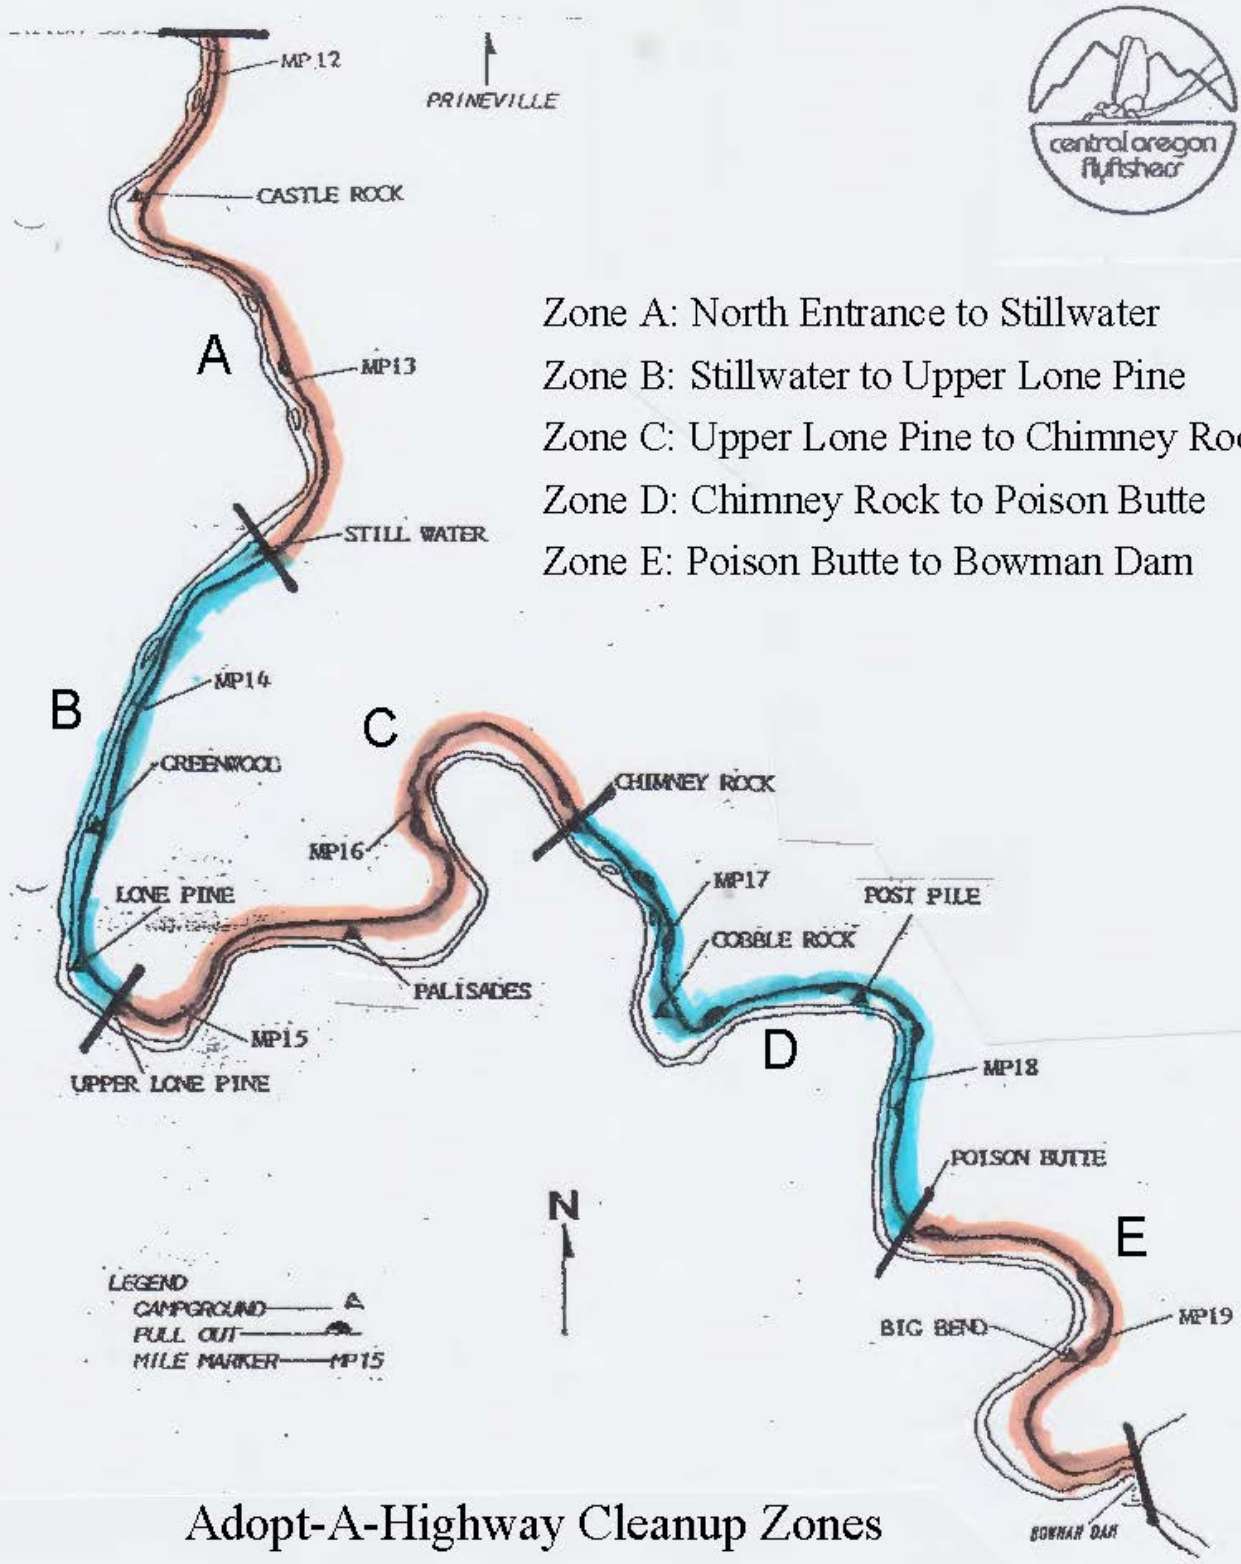 MP 12
PRINEVILLE
central oregon
flyfishers
CASTLE ROCK
Zone A: North Entrance to Stillwater
A
MP13
Zone B: Stillwater to Upper Lone Pine
Zone C: Upper Lone Pine to Chimney Roc
Zone D: Chimney Rock to Poison Butte
STILL WATER
Zone E: Poison Butte to Bowman Dam
MP14
B
C
GREENWOOD
CHIMNEY ROCK
MP16
MP17
LONE PINE
POST PILE
COBBLE ROCK
PALISADES
MP15
D
MP18
UPPER LONE PINE
POISON BUTTE
N
E
LEGEND
CAMPGROUND
PULL OUT
MILE MARKER MP15
BIG BEND
MP19
Adopt-A-Highway Cleanup Zones
BOWMAN DAM